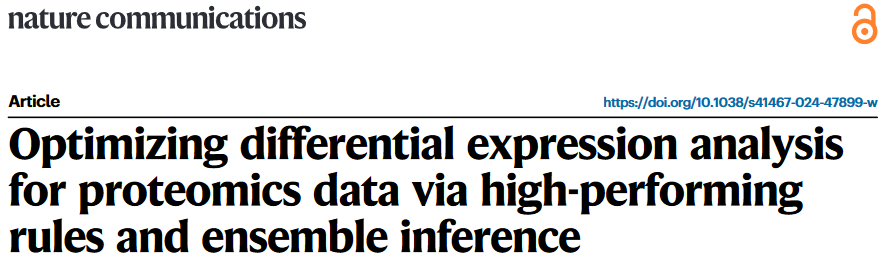 nature communications
Article
https://doi.org/10.1038/s41467-024-47899-w
Optimizing differential expression analysis
for proteomics data via high-performing
rules and ensemble inference